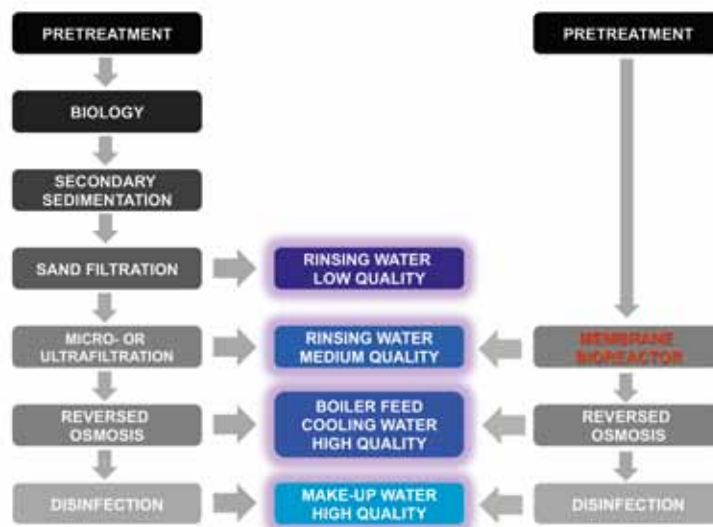 PRETREATMENT
PRETREATMENT
BIOLOGY
SECONDARY
SEDIMENTATION
SAND FILTRATION
RINSING WATER
LOW QUALITY
MICRO- OR
ULTRAFILTRATION
RINSING WATER
MEDIUM QUALITY
MEMBRANE
BIOREACTOR
REVERSED
OSMOSIS
BOILER FEED
COOLING WATER
HIGH QUALITY
REVERSED
OSMOSIS
DISINFECTION
MAKE-UP WATER
HIGH QUALITY
DISINFECTION